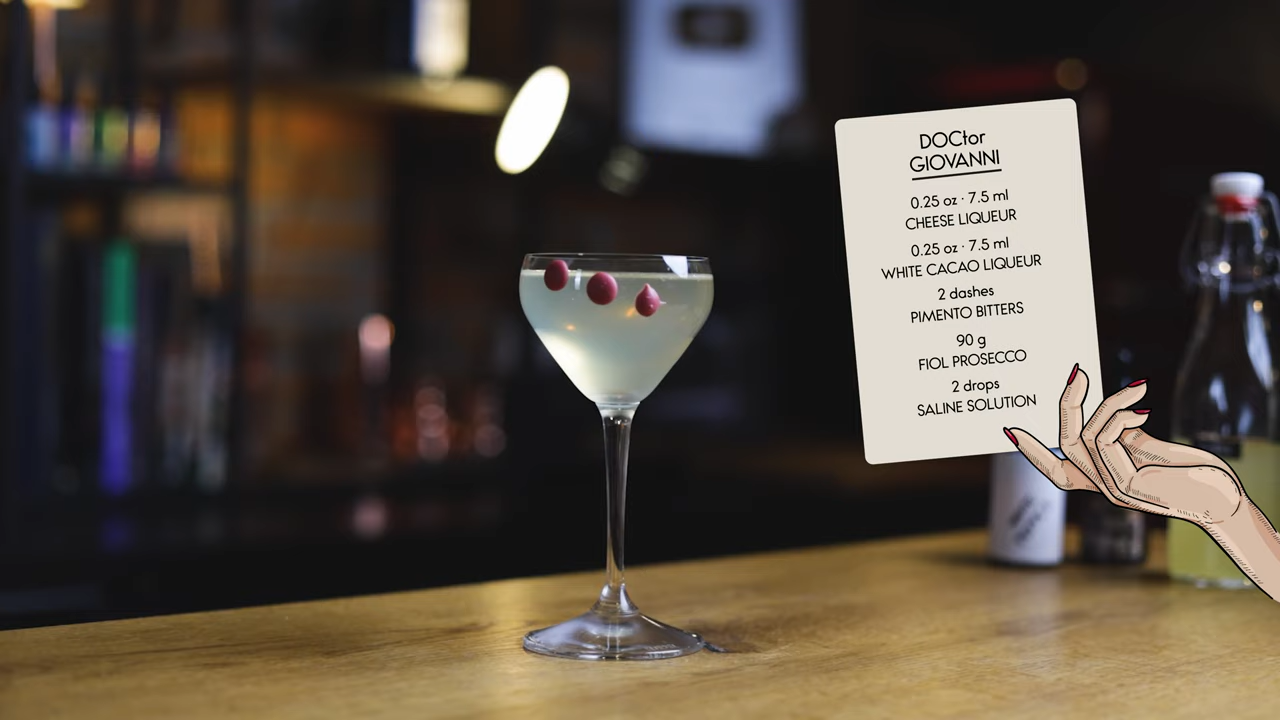 DOCtor
GIOVANNI
0.25 oz · 7.5 ml
CHEESE LIQUEUR
0.25 oz · 7.5 ml
WHITE CACAO LIQUEUR
2 dashes
PIMENTO BITTERS
90 g
FIOL PROSECCO
2 drops
SALINE SOLUTION